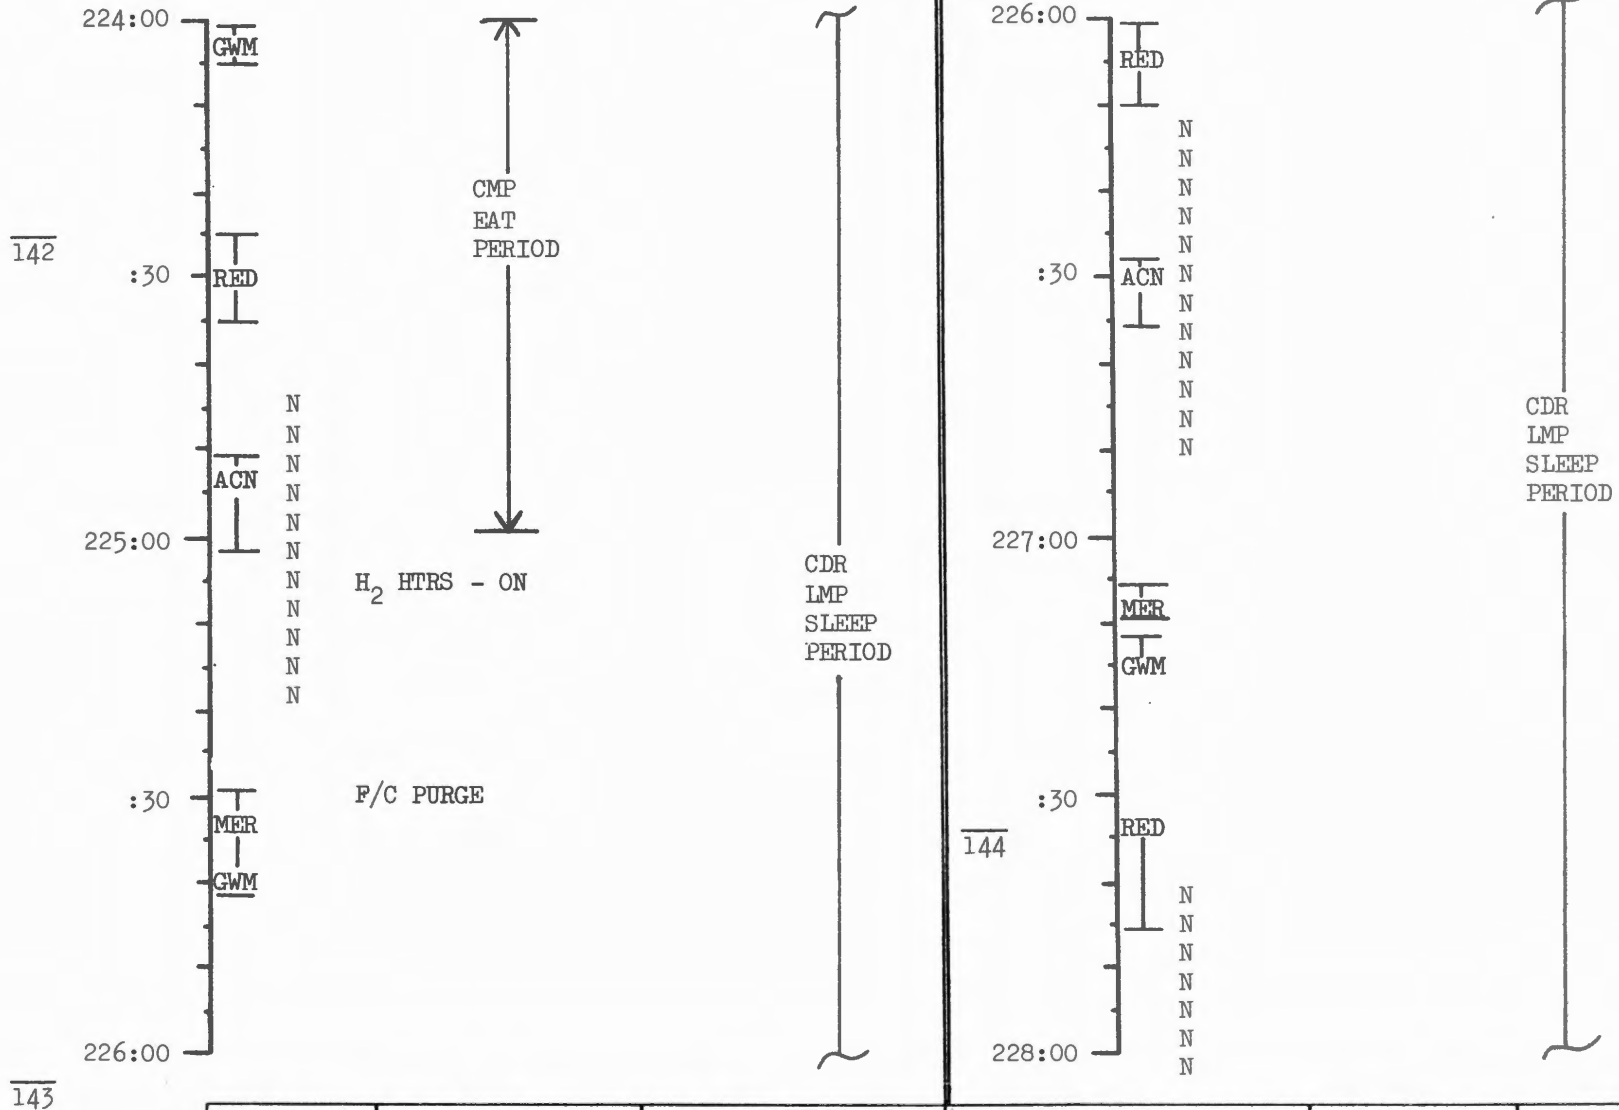 224:00
GWM
CMP
EAT
PERIOD
142
:30
RED
N
N
N
ACN
N
N
N
225:00
N
N
H2 HTRS - ON
N
N
N
N
CDR
LMP
SLEEP
PERIOD
:30
F/C PURGE
MER
GWM
226:00
143
226:00
RED
N
N
N
N
N
:30
ACN
N
N
N
N
N
N
N
CDR
LMP
SLEEP
PERIOD
227:00
MER
GWM
:30
144
RED
N
N
N
N
N
N
N
228:00